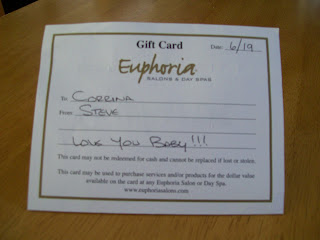 Gift Card
Date: 6/19
Euphoria
SALONS & DAY SPAS
To CORRINA
From STEVE
LOVE YOU BABY!!!
This card may not be redeemed for cash and cannot be replaced if lost or stolen.
This card may be used to purchase services and/or products for the dollar value
available on the card at any Euphoria Salon or Day Spa.
www.euphoriasalons.com